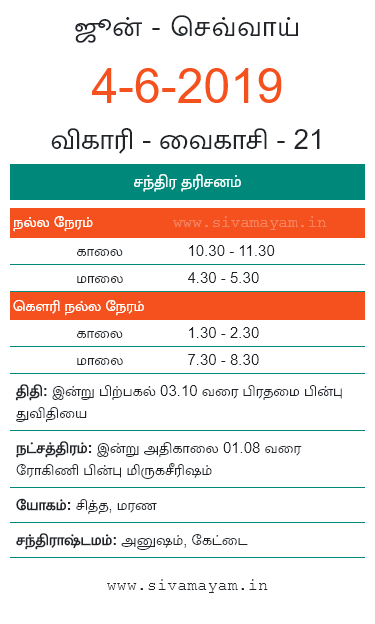 ஜூன் - செவ்வாய்
4-6-2019
விகாரி - வைகாசி - 21
சந்திர தரிசனம்
நல்ல நேரம் www.sivamayam.in
காலை 10.30 - 11.30
மாலை 4.30 - 5.30
கௌரி நல்ல நேரம்
காலை 1.30 - 2.30
மாலை 7.30 - 8.30
திதி: இன்று பிற்பகல் 03.10 வரை பிரதமை பின்பு
துவிதியை
நட்சத்திரம்: இன்று அதிகாலை 01.08 வரை
ரோகிணி பின்பு மிருகசீரிஷம்
யோகம்: சித்த, மரண
சந்திராஷ்டமம்: அனுஷம், கேட்டை
www.sivamayam.in